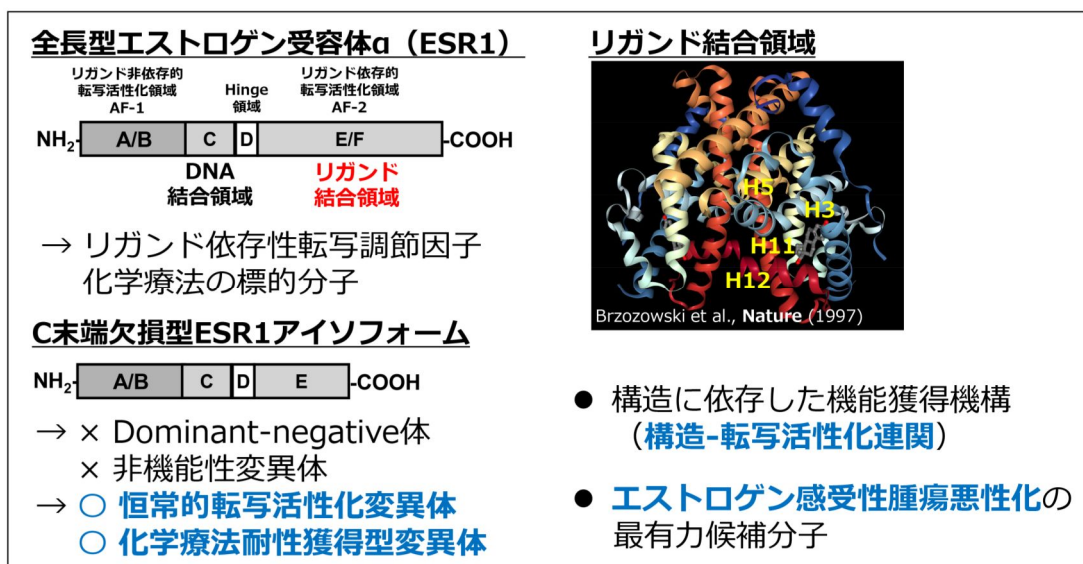 全長型エストロゲン受容体α（ESR1）
リガンド非依存的
転写活性化領域
AF-1
Hinge
領域
リガンド依存的
転写活性化領域
AF-2
NH2- A/B C D E/F -COOH
DNA
結合領域
リガンド
結合領域
→ リガンド依存性転写調節因子
化学療法の標的分子
C末端欠損型ESR1アイソフォーム
NH2- A/B C D E -COOH
→ × Dominant-negative体
× 非機能性変異体
→ ○ 恒常的転写活性化変異体
○ 化学療法耐性獲得型変異体
リガンド結合領域
H5
H3
H11
H12
Brzozowski et al., Nature (1997)
● 構造に依存した機能獲得機構
（構造-転写活性化連関）
● エストロゲン感受性腫瘍悪性化の
最有力候補分子